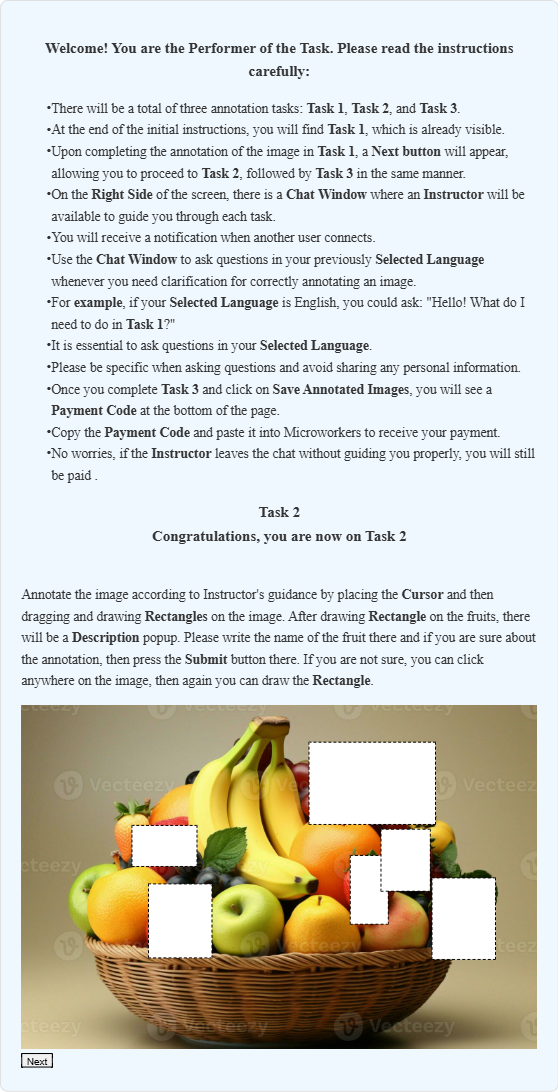 Welcome! You are the Performer of the Task. Please read the instructions
carefully:
•There will be a total of three annotation tasks: Task 1, Task 2, and Task 3.
•At the end of the initial instructions, you will find Task 1, which is already visible.
•Upon completing the annotation of the image in Task 1, a Next button will appear,
allowing you to proceed to Task 2, followed by Task 3 in the same manner.
•On the Right Side of the screen, there is a Chat Window where an Instructor will be
available to guide you through each task.
•You will receive a notification when another user connects.
•Use the Chat Window to ask questions in your previously Selected Language
whenever you need clarification for correctly annotating an image.
•For example, if your Selected Language is English, you could ask: "Hello! What do I
need to do in Task 1?"
•It is essential to ask questions in your Selected Language.
•Please be specific when asking questions and avoid sharing any personal information.
•Once you complete Task 3 and click on Save Annotated Images, you will see a
Payment Code at the bottom of the page.
•Copy the Payment Code and paste it into Microworkers to receive your payment.
•No worries, if the Instructor leaves the chat without guiding you properly, you will still
be paid .
Task 2
Congratulations, you are now on Task 2
Annotate the image according to Instructor's guidance by placing the Cursor and then
dragging and drawing Rectangles on the image. After drawing Rectangle on the fruits, there
will be a Description popup. Please write the name of the fruit there and if you are sure about
the annotation, then press the Submit button there. If you are not sure, you can click
anywhere on the image, then again you can draw the Rectangle.
Vecteezy
Vecteezy
Vecteezy
Next